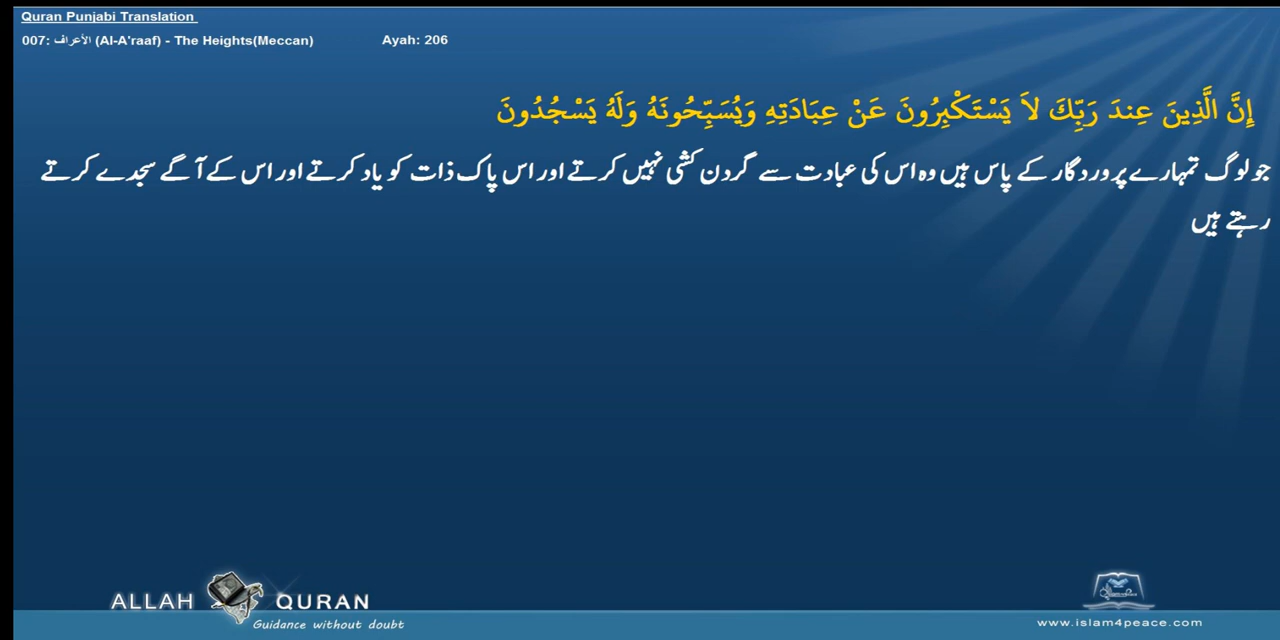 Quran Punjabi Translation
007: الأعراف (Al-A'raaf) - The Heights(Meccan) Ayah: 206
إِنَّ الَّذِينَ عِندَ رَبِّكَ لاَ يَسْتَكْبِرُونَ عَنْ عِبَادَتِهِ وَيُسَبِّحُونَهُ وَلَهُ يَسْجُدُونَ
جو لوگ تمہارے پروردگار کے پاس ہیں وہ اس کی عبادت سے گردن کشی نہیں کرتے اور اس پاک ذات کو یاد کرتے اور اس کے آگے سجدے کرتے
رہتے ہیں
ALLAH QURAN
Guidance without doubt
www.islam4peace.com